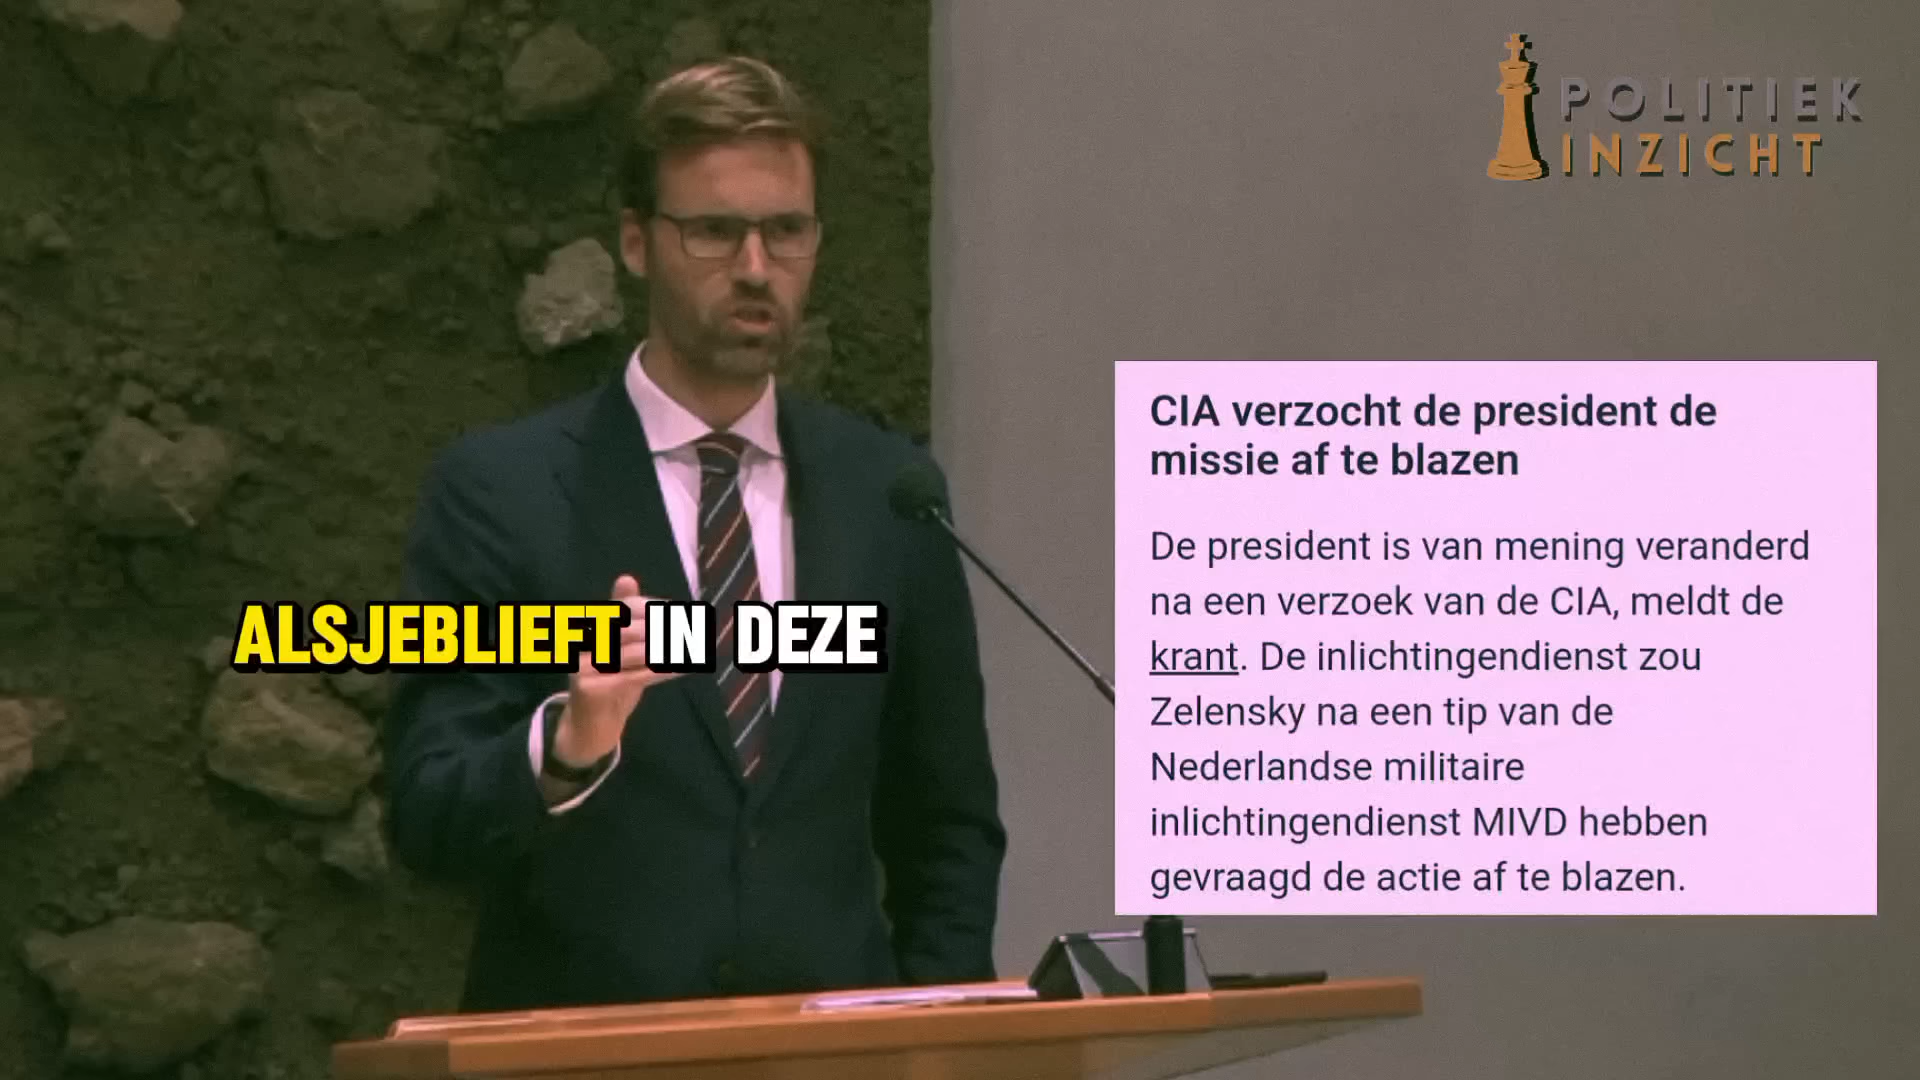 POLITIEK
INZICHT
CIA verzocht de president de
missie af te blazen
De president is van mening veranderd
na een verzoek van de CIA, meldt de
krant. De inlichtingendienst zou
Zelensky na een tip van de
Nederlandse militaire
inlichtingendienst MIVD hebben
gevraagd de actie af te blazen.
ALSJEBLIEFT IN DEZE